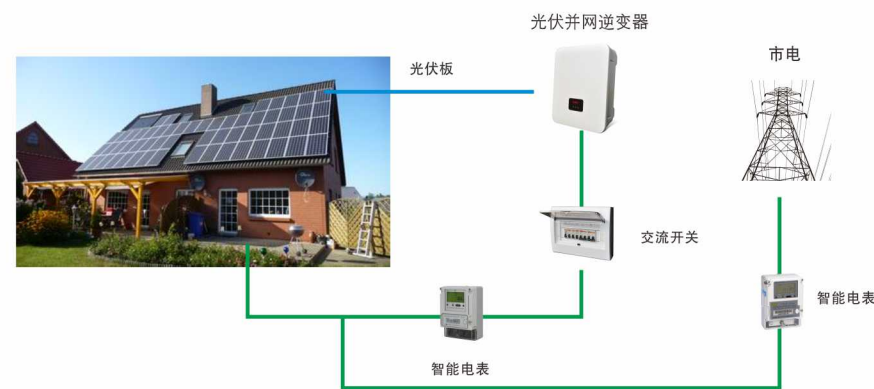 光伏并网逆变器
市电
光伏板
交流开关
智能电表
智能电表